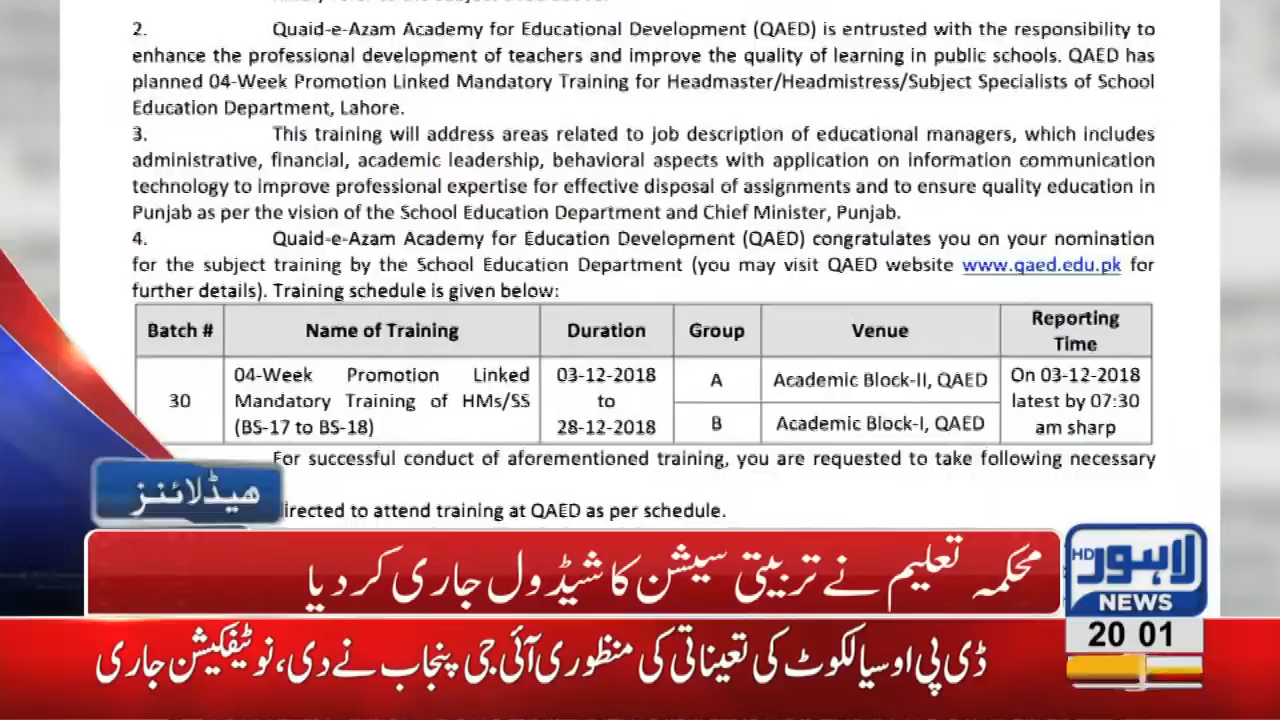 2. Quaid-e-Azam Academy for Educational Development (QAED) is entrusted with the responsibility to
enhance the professional development of teachers and improve the quality of learning in public schools. QAED has
planned 04-Week Promotion Linked Mandatory Training for Headmaster/Headmistress/Subject Specialists of School
Education Department, Lahore.
3. This training will address areas related to job description of educational managers, which includes
administrative, financial, academic leadership, behavioral aspects with application on information communication
technology to improve professional expertise for effective disposal of assignments and to ensure quality education in
Punjab as per the vision of the School Education Department and Chief Minister, Punjab.
4. Quaid-e-Azam Academy for Education Development (QAED) congratulates you on your nomination
for the subject training by the School Education Department (you may visit QAED website www.qaed.edu.pk for
further details). Training schedule is given below:
Batch # Name of Training Duration Group Venue Reporting
Time
30 04-Week Promotion Linked
Mandatory Training of HMs/SS
(BS-17 to BS-18)
03-12-2018
to
28-12-2018
A Academic Block-II, QAED
B Academic Block-I, QAED
On 03-12-2018
latest by 07:30
am sharp
For successful conduct of aforementioned training, you are requested to take following necessary
directed to attend training at QAED as per schedule.
ہیڈلائنز
محکمہ تعلیم نے تربیتی سیشن کا شیڈول جاری کر دیا
HD لاہور
NEWS
20 01
ڈی پی او سیالکوٹ کی تعیناتی کی منظوری آئی جی پنجاب نے دی، نوٹیفکیشن جاری